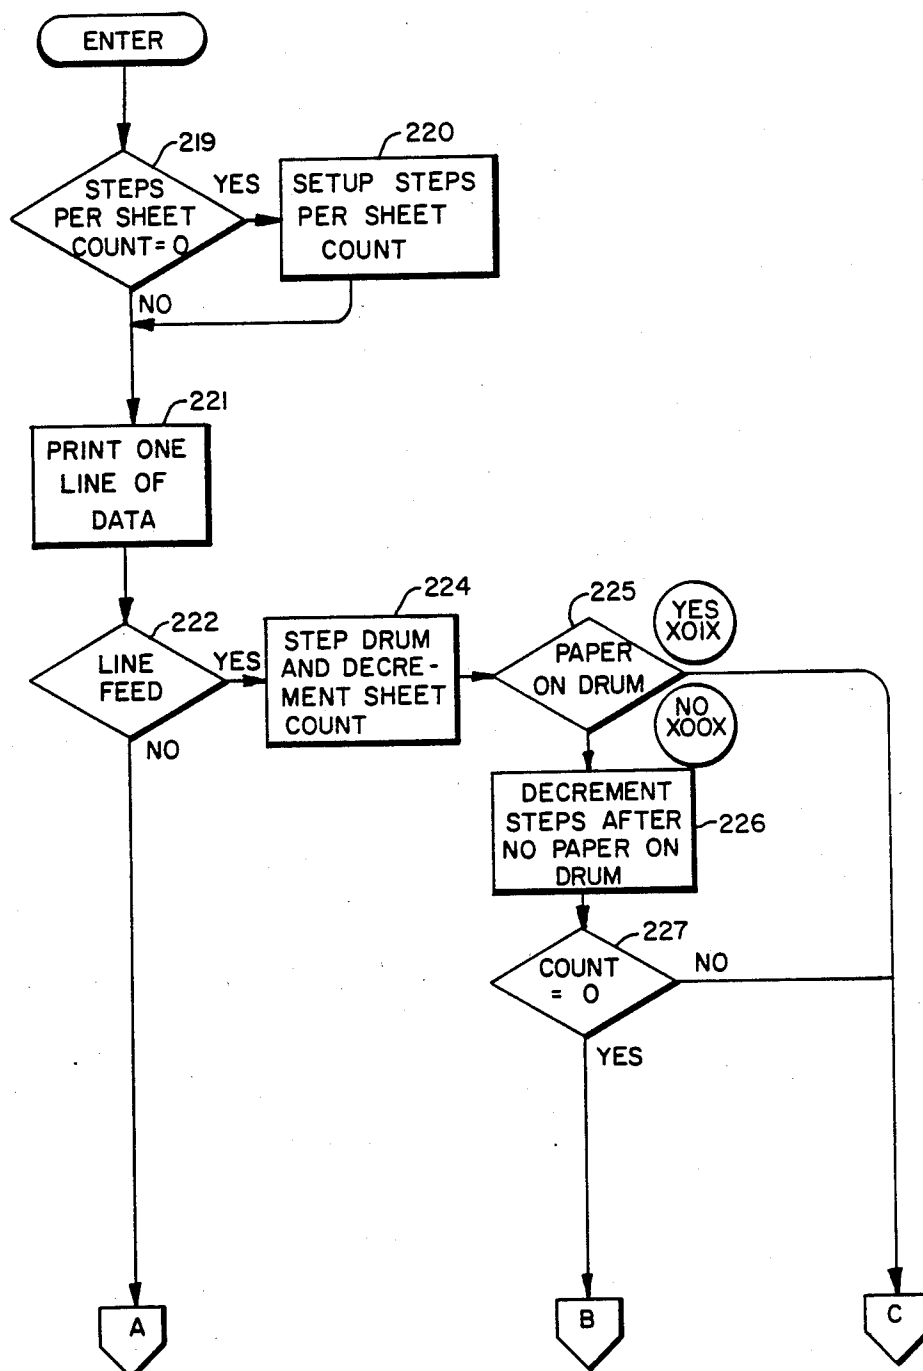 ENTER
219
STEPS
PER SHEET
COUNT = 0
YES
220
SETUP STEPS
PER SHEET
COUNT
NO
221
PRINT ONE
LINE OF
DATA
222
LINE
FEED
YES
NO
224
STEP DRUM
AND DECRE-
MENT SHEET
COUNT
225
PAPER
ON DRUM
YES
X01X
NO
X00X
DECREMENT
STEPS AFTER
NO PAPER ON
DRUM
226
227
COUNT
= 0
NO
YES
A
B
C